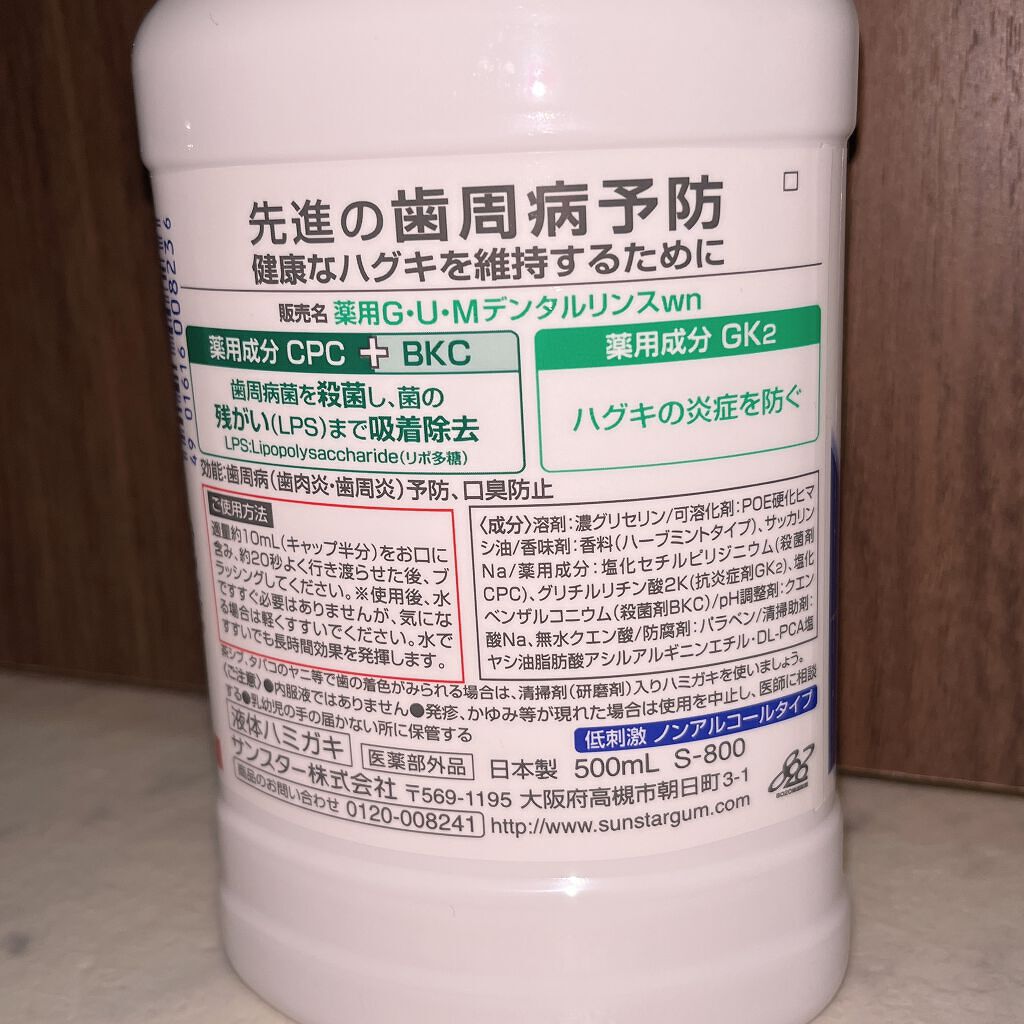 先進の歯周病予防
健康なハグキを維持するために
販売名 薬用G・U・Mデンタルリンスwn
薬用成分 CPC + BKC
歯周病菌を殺菌し、菌の
残がい(LPS)まで吸着除去
LPS:Lipopolysaccharide(リポ多糖)
薬用成分 GK2
ハグキの炎症を防ぐ
効能:歯周病(歯肉炎・歯周炎)予防、口臭防止
ご使用方法
適量約10mL(キャップ半分)をお口に
含み、約20秒よく行き渡らせた後、ブ
ラッシングしてください。※使用後、水
ですすぐ必要はありませんが、気にな
る場合は軽くすすいでください。水で
すすいでも長時間効果を発揮します。
〈成分〉溶剤:濃グリセリン/可溶化剤:POE硬化ヒマ
シ油/香味剤:香料(ハーブミントタイプ)、サッカリン
Na/薬用成分:塩化セチルピリジニウム(殺菌剤
CPC)、グリチルリチン酸2K(抗炎症剤GK2)、塩化
ベンザルコニウム(殺菌剤BKC)/pH調整剤:クエン
酸Na、無水クエン酸/防腐剤:パラベン/清掃助剤:
ヤシ油脂肪酸アシルアルギニンエチル・DL-PCA塩
茶シブ、タバコのヤニ等で歯の着色がみられる場合は、清掃剤(研磨剤)入りハミガキを使いましょう。
〈ご注意〉●内服液ではありません●発疹、かゆみ等が現れた場合は使用を中止し、医師に相談
する●乳幼児の手の届かない所に保管する
低刺激 ノンアルコールタイプ
液体ハミガキ 医薬部外品 日本製 500mL S-800
サンスター株式会社 〒569-1195 大阪府高槻市朝日町3-1
商品のお問い合わせ 0120-008241 http://www.sunstargum.com
8020
49 01616 008236